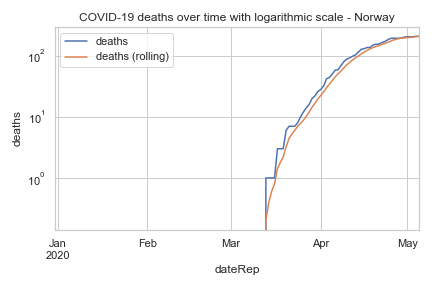 COVID-19 deaths over time with logarithmic scale - Norway
deaths
deaths (rolling)
10²
10¹
10⁰
deaths
Jan Feb Mar Apr May
2020
dateRep